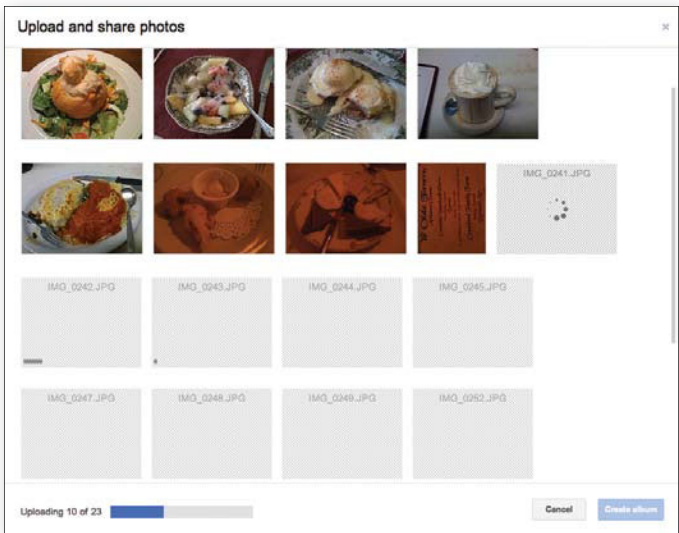 Upload and share photos
×
IMG_0241.JPG
IMG_0242.JPG
IMG_0243.JPG
IMG_0244.JPG
IMG_0245.JPG
IMG_0247.JPG
IMG_0248.JPG
IMG_0249.JPG
IMG_0252.JPG
Uploading 10 of 23
Cancel
Create album